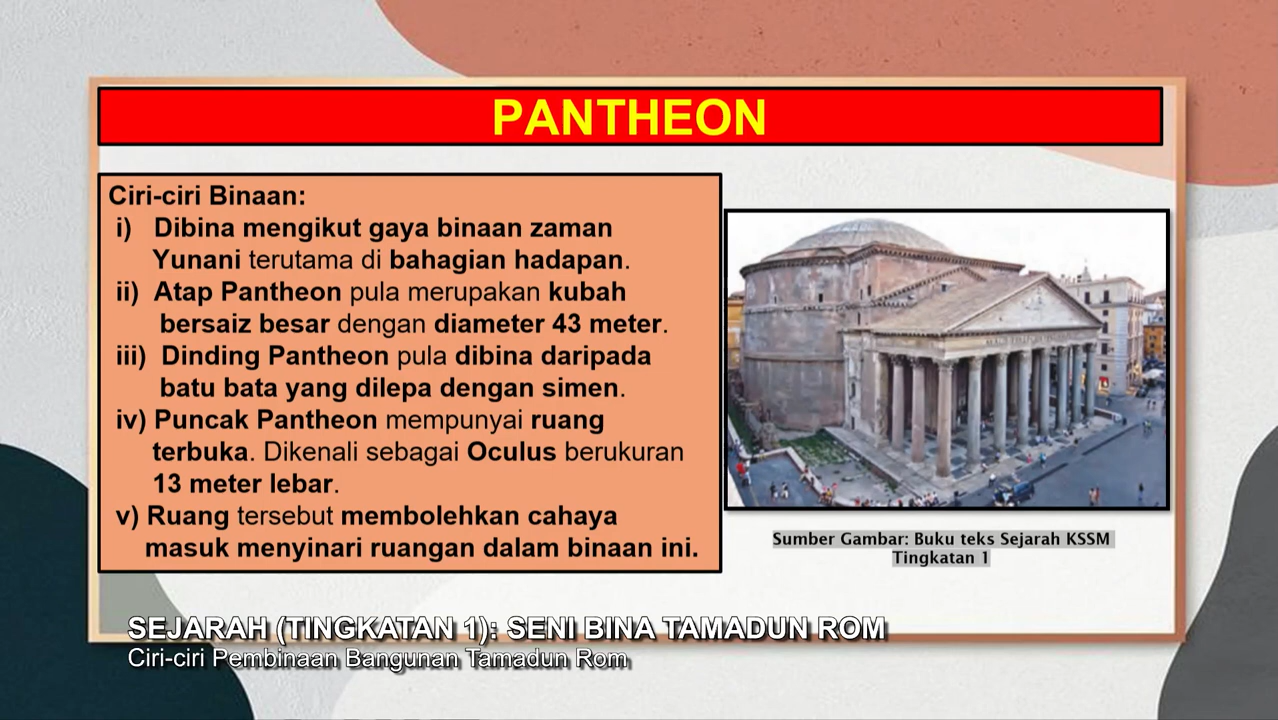 PANTHEON
Ciri-ciri Binaan:
i) Dibina mengikut gaya binaan zaman
Yunani terutama di bahagian hadapan.
ii) Atap Pantheon pula merupakan kubah
bersaiz besar dengan diameter 43 meter.
iii) Dinding Pantheon pula dibina daripada
batu bata yang dilepa dengan simen.
iv) Puncak Pantheon mempunyai ruang
terbuka. Dikenali sebagai Oculus berukuran
13 meter lebar.
v) Ruang tersebut membolehkan cahaya
masuk menyinari ruangan dalam binaan ini.
Sumber Gambar: Buku teks Sejarah KSSM
Tingkatan 1
SEJARAH (TINGKATAN 1): SENI BINA TAMADUN ROM
Ciri-ciri Pembinaan Bangunan Tamadun Rom